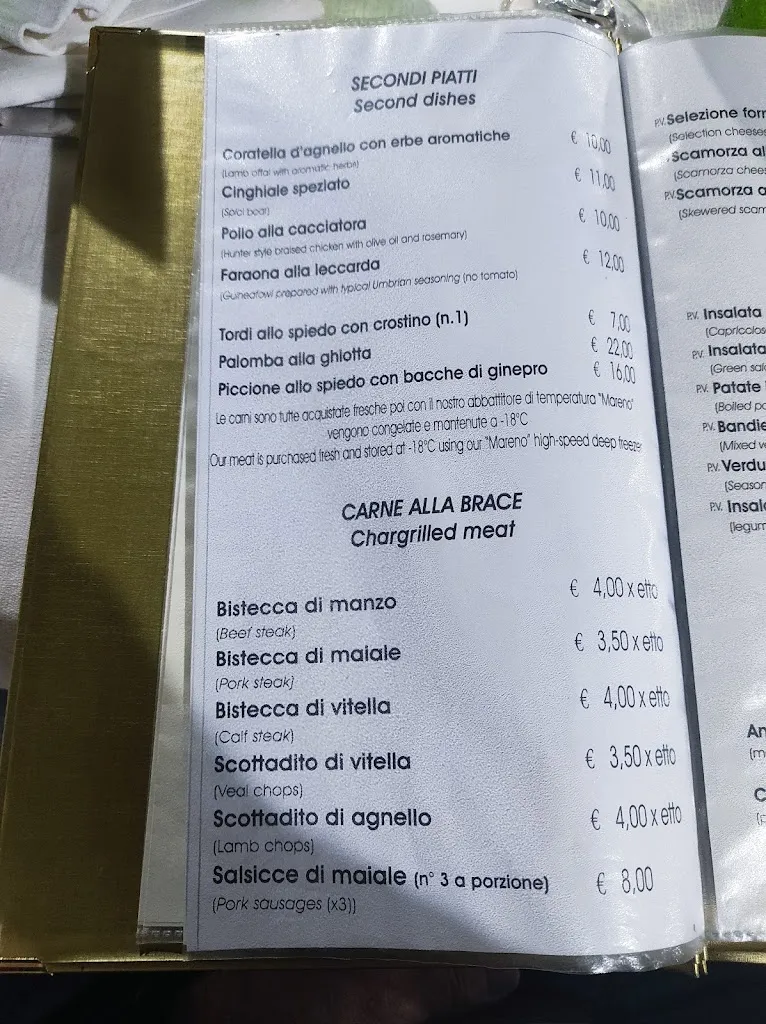 SECONDI PIATTI
Second dishes
Coratella d'agnello con erbe aromatiche € 10,00
(Lamb offal with aromatic herbs)
Cinghiale speziato € 11,00
(Spici boar)
Pollo alla cacciatora € 10,00
(Hunter style braised chicken with olive oil and rosemary)
Faraona alla leccarda € 12,00
(Guineafowl prepared with typical Umbrian seasoning (no tomato)
Tordi allo spiedo con crostino (n.1) € 7,00
Palomba alla ghiotta € 22,00
Piccione allo spiedo con bacche di ginepro € 16,00
Le carni sono tutte acquistate fresche poi con il nostro abbattitore di temperatura "Mareno"
vengono congelate e mantenute a -18°C
Our meat is purchased fresh and stored at -18°C using our "Mareno" high-speed deep freezer
CARNE ALLA BRACE
Chargrilled meat
Bistecca di manzo € 4,00 x etto
(Beef steak)
Bistecca di maiale € 3,50 x etto
(Pork steak)
Bistecca di vitella € 4,00 x etto
(Calf steak)
Scottadito di vitella € 3,50 x etto
(Veal chops)
Scottadito di agnello € 4,00 x etto
(Lamb chops)
Salsicce di maiale (n° 3 a porzione) € 8,00
(Pork sausages (x3))
P.V. Selezione
(Selection cheeses
Scamorza
(Scamorza
P.V. Scamorza
(Skewered
P.V. Insalata
P.V. Insalata
(Green
P.V. Patate
(Boiled
P.V.
(Mixed
P.V.
P.V.